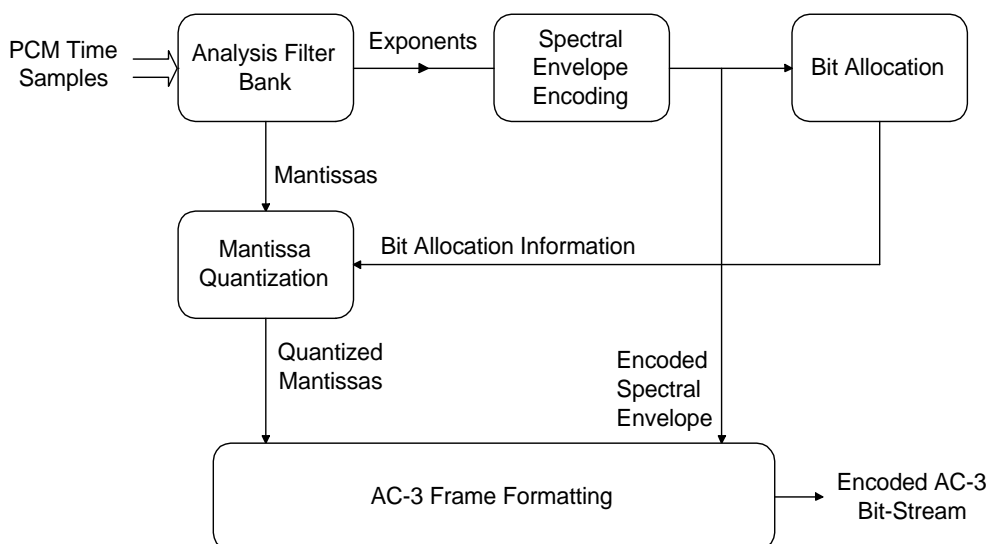 PCM Time
Samples
Analysis Filter
Bank
Exponents
Spectral
Envelope
Encoding
Bit Allocation
Mantissas
Mantissa
Quantization
Bit Allocation Information
Quantized
Mantissas
Encoded
Spectral
Envelope
AC-3 Frame Formatting
Encoded AC-3
Bit-Stream